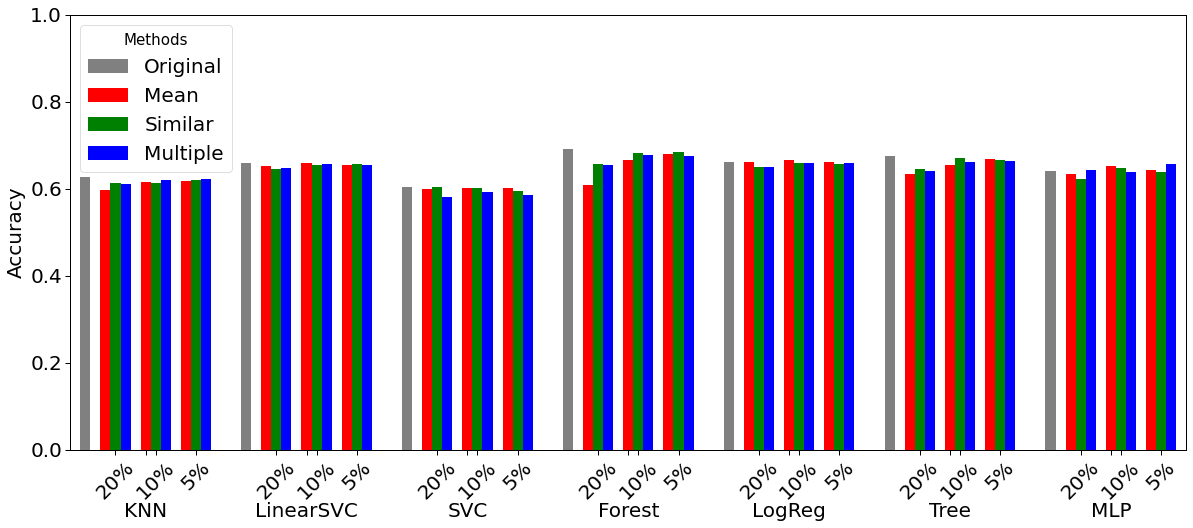 1.0
0.8
0.6
0.4
0.2
0.0
Accuracy
Methods
Original
Mean
Similar
Multiple
20% 10% 5% 20% 10% 5% 20% 10% 5% 20% 10% 5% 20% 10% 5% 20% 10% 5% 20% 10% 5%
KNN LinearSVC SVC Forest LogReg Tree MLP